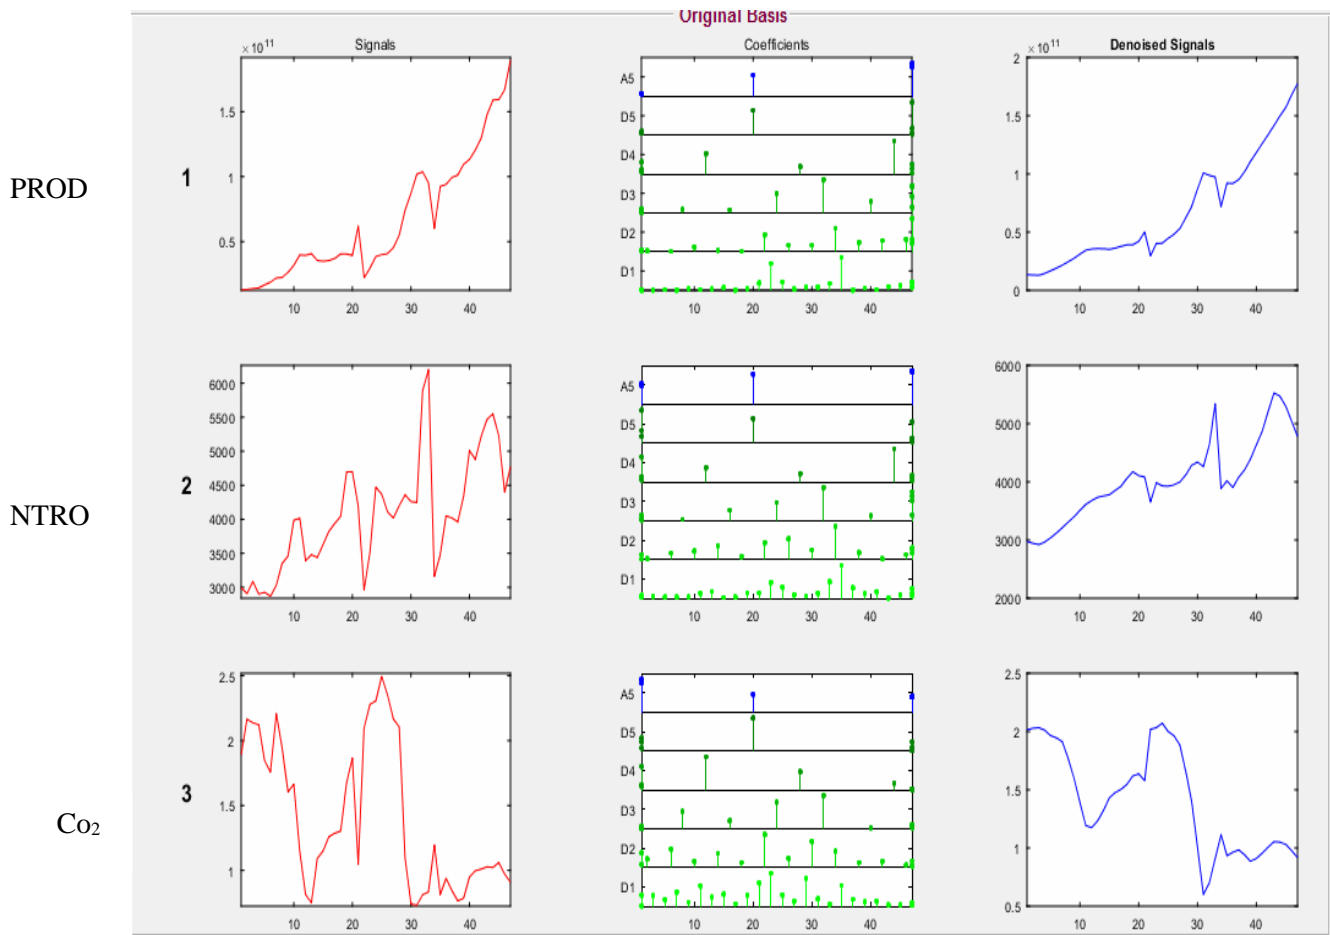 Original Basis
Signals
Coefficients
Denoised Signals
PROD
1
× 10^11
1.5
1
0.5
10 20 30 40
A5
D5
D4
D3
D2
D1
10 20 30 40
× 10^11
2
1.5
1
0.5
0
10 20 30 40
NTRO
2
6000
5500
5000
4500
4000
3500
3000
10 20 30 40
A5
D5
D4
D3
D2
D1
10 20 30 40
6000
5000
4000
3000
2000
10 20 30 40
Co₂
3
2.5
2
1.5
1
10 20 30 40
A5
D5
D4
D3
D2
D1
10 20 30 40
2.5
2
1.5
1
0.5
10 20 30 40